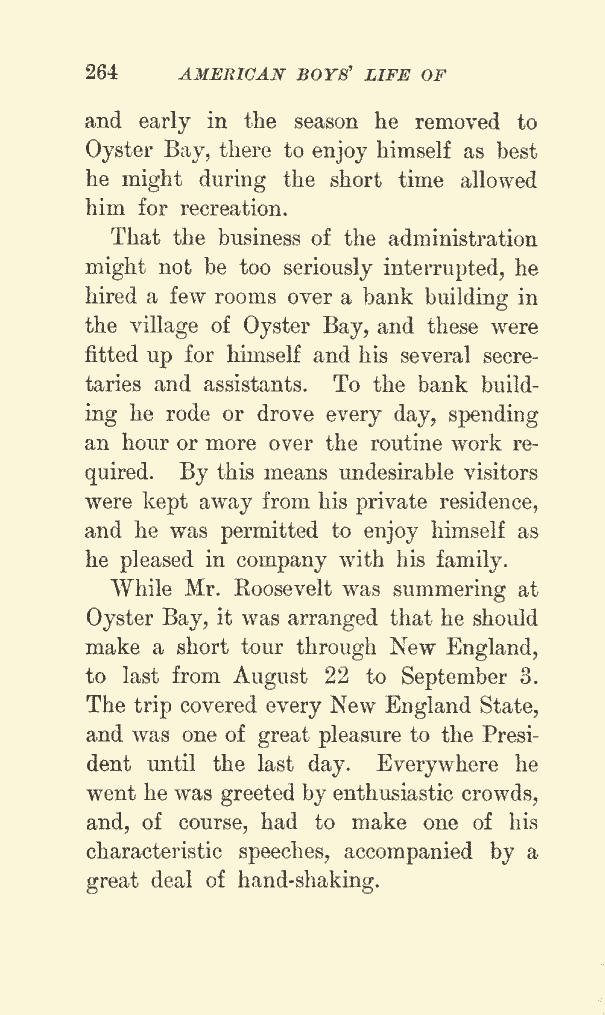 264 AMERICAN BOYS' LIFE OF
and early in the season he removed to
Oyster Bay, there to enjoy himself as best
he might during the short time allowed
him for recreation.
That the business of the administration
might not be too seriously interrupted, he
hired a few rooms over a bank building in
the village of Oyster Bay, and these were
fitted up for himself and his several secre-
taries and assistants. To the bank build-
ing he rode or drove every day, spending
an hour or more over the routine work re-
quired. By this means undesirable visitors
were kept away from his private residence,
and he was permitted to enjoy himself as
he pleased in company with his family.
While Mr. Roosevelt was summering at
Oyster Bay, it was arranged that he should
make a short tour through New England,
to last from August 22 to September 3.
The trip covered every New England State,
and was one of great pleasure to the Presi-
dent until the last day. Everywhere he
went he was greeted by enthusiastic crowds,
and, of course, had to make one of his
characteristic speeches, accompanied by a
great deal of hand-shaking.